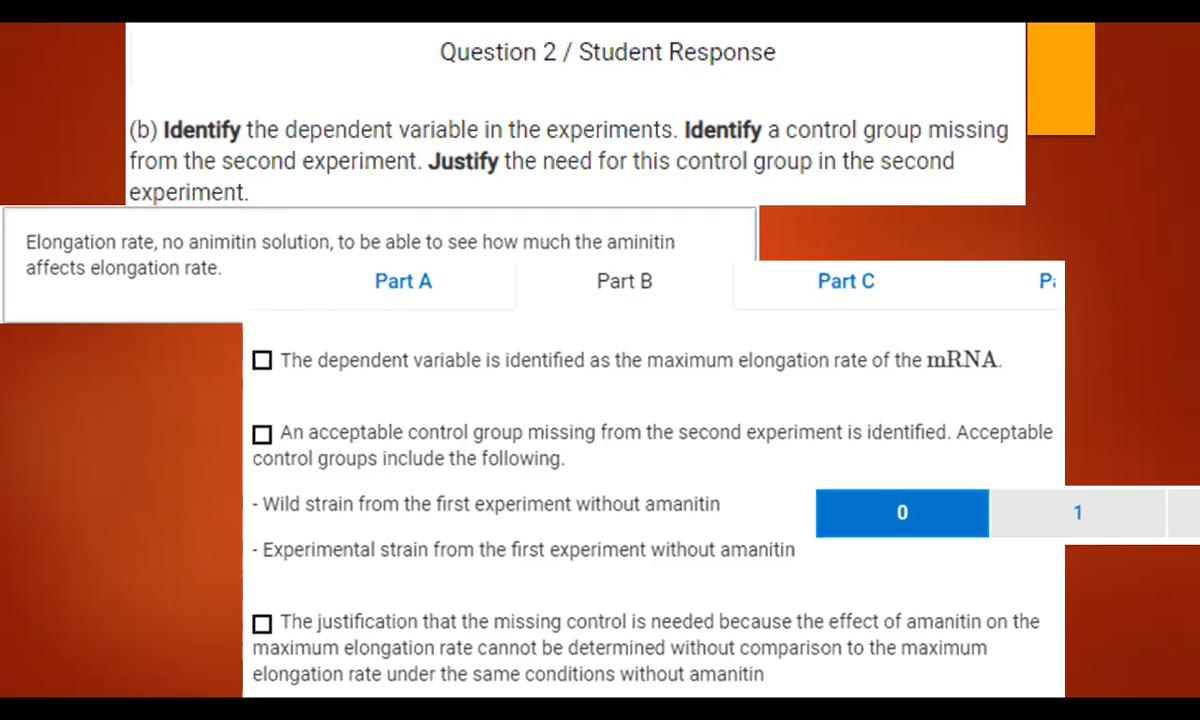 Question 2 / Student Response
(b) Identify the dependent variable in the experiments. Identify a control group missing
from the second experiment. Justify the need for this control group in the second
experiment.
Elongation rate, no animitin solution, to be able to see how much the aminitin
affects elongation rate.
Part A Part B Part C
The dependent variable is identified as the maximum elongation rate of the mRNA.
An acceptable control group missing from the second experiment is identified. Acceptable
control groups include the following.
- Wild strain from the first experiment without amanitin
0 1
- Experimental strain from the first experiment without amanitin
The justification that the missing control is needed because the effect of amanitin on the
maximum elongation rate cannot be determined without comparison to the maximum
elongation rate under the same conditions without amanitin